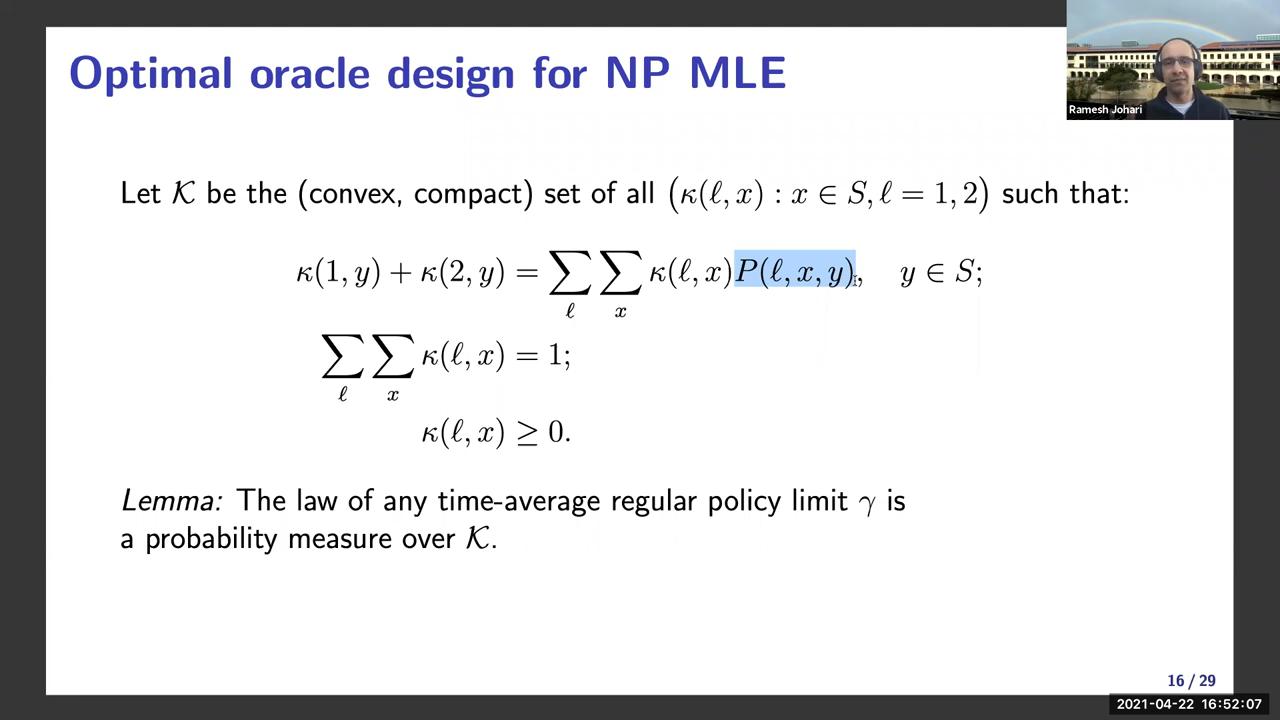 Optimal oracle design for NP MLE
Ramesh Johari
Let 𝒦 be the (convex, compact) set of all (κ(ℓ, x) : x ∈ S, ℓ = 1, 2) such that:
κ(1, y) + κ(2, y) = ∑_ℓ ∑_x κ(ℓ, x)P(ℓ, x, y), y ∈ S;
∑_ℓ ∑_x κ(ℓ, x) = 1;
κ(ℓ, x) ≥ 0.
Lemma: The law of any time-average regular policy limit γ is
a probability measure over 𝒦.
16 / 29
2021-04-22 16:52:07